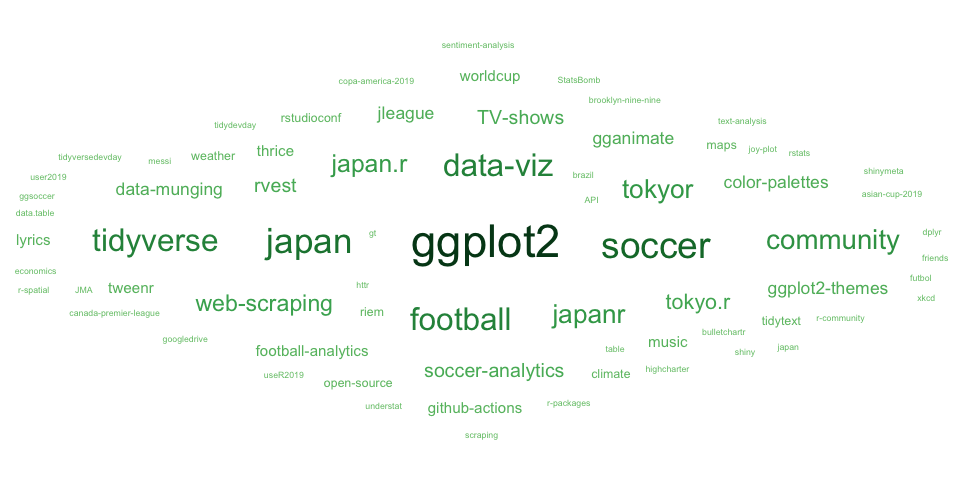 sentiment-analysis
worldcup
copa-america-2019
StatsBomb
brooklyn-nine-nine
jleague
TV-shows
rstudioconf
tidydevday
text-analysis
gganimate
maps
joy-plot
rstats
thrice
weather
tidyversedevday
messi
japan.r
data-viz
shinymeta
user2019
brazil
data-munging
rvest
tokyor
color-palettes
asian-cup-2019
ggsoccer
API
data.table
lyrics
tidyverse
japan
gt
ggplot2
soccer
community
dplyr
friends
economics
futbol
r-spatial
JMA
tweenr
httr
ggplot2-themes
xkcd
web-scraping
tokyo.r
canada-premier-league
riem
football
japanr
tidytext
r-community
bulletchartr
googledrive
music
football-analytics
table
shiny
japan
soccer-analytics
climate
highcharter
useR2019
open-source
understat
github-actions
r-packages
scraping